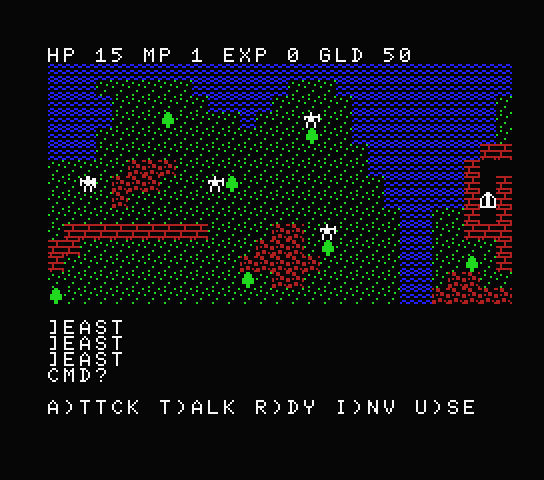 HP 15 MP 1 EXP 0 GLD 50
]EAST
]EAST
]EAST
CMD?
A)TTCK T)ALK R)DY I)NV U)SE